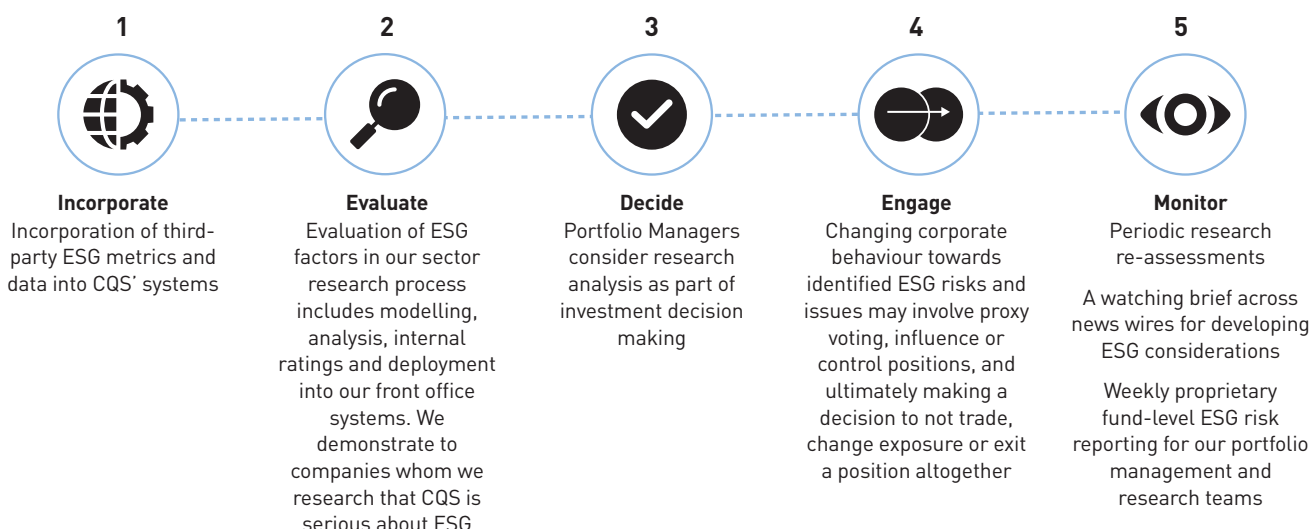 1
Incorporate
Incorporation of third-
party ESG metrics and
data into CQS’ systems
2
Evaluate
Evaluation of ESG
factors in our sector
research process
includes modelling,
analysis, internal
ratings and deployment
into our front office
systems. We
demonstrate to
companies whom we
research that CQS is
serious about ESG
3
Decide
Portfolio Managers
consider research
analysis as part of
investment decision
making
4
Engage
Changing corporate
behaviour towards
identified ESG risks and
issues may involve proxy
voting, influence or
control positions, and
ultimately making a
decision to not trade,
change exposure or exit
a position altogether
5
Monitor
Periodic research
re-assessments
A watching brief across
news wires for developing
ESG considerations
Weekly proprietary
fund-level ESG risk
reporting for our portfolio
management and
research teams